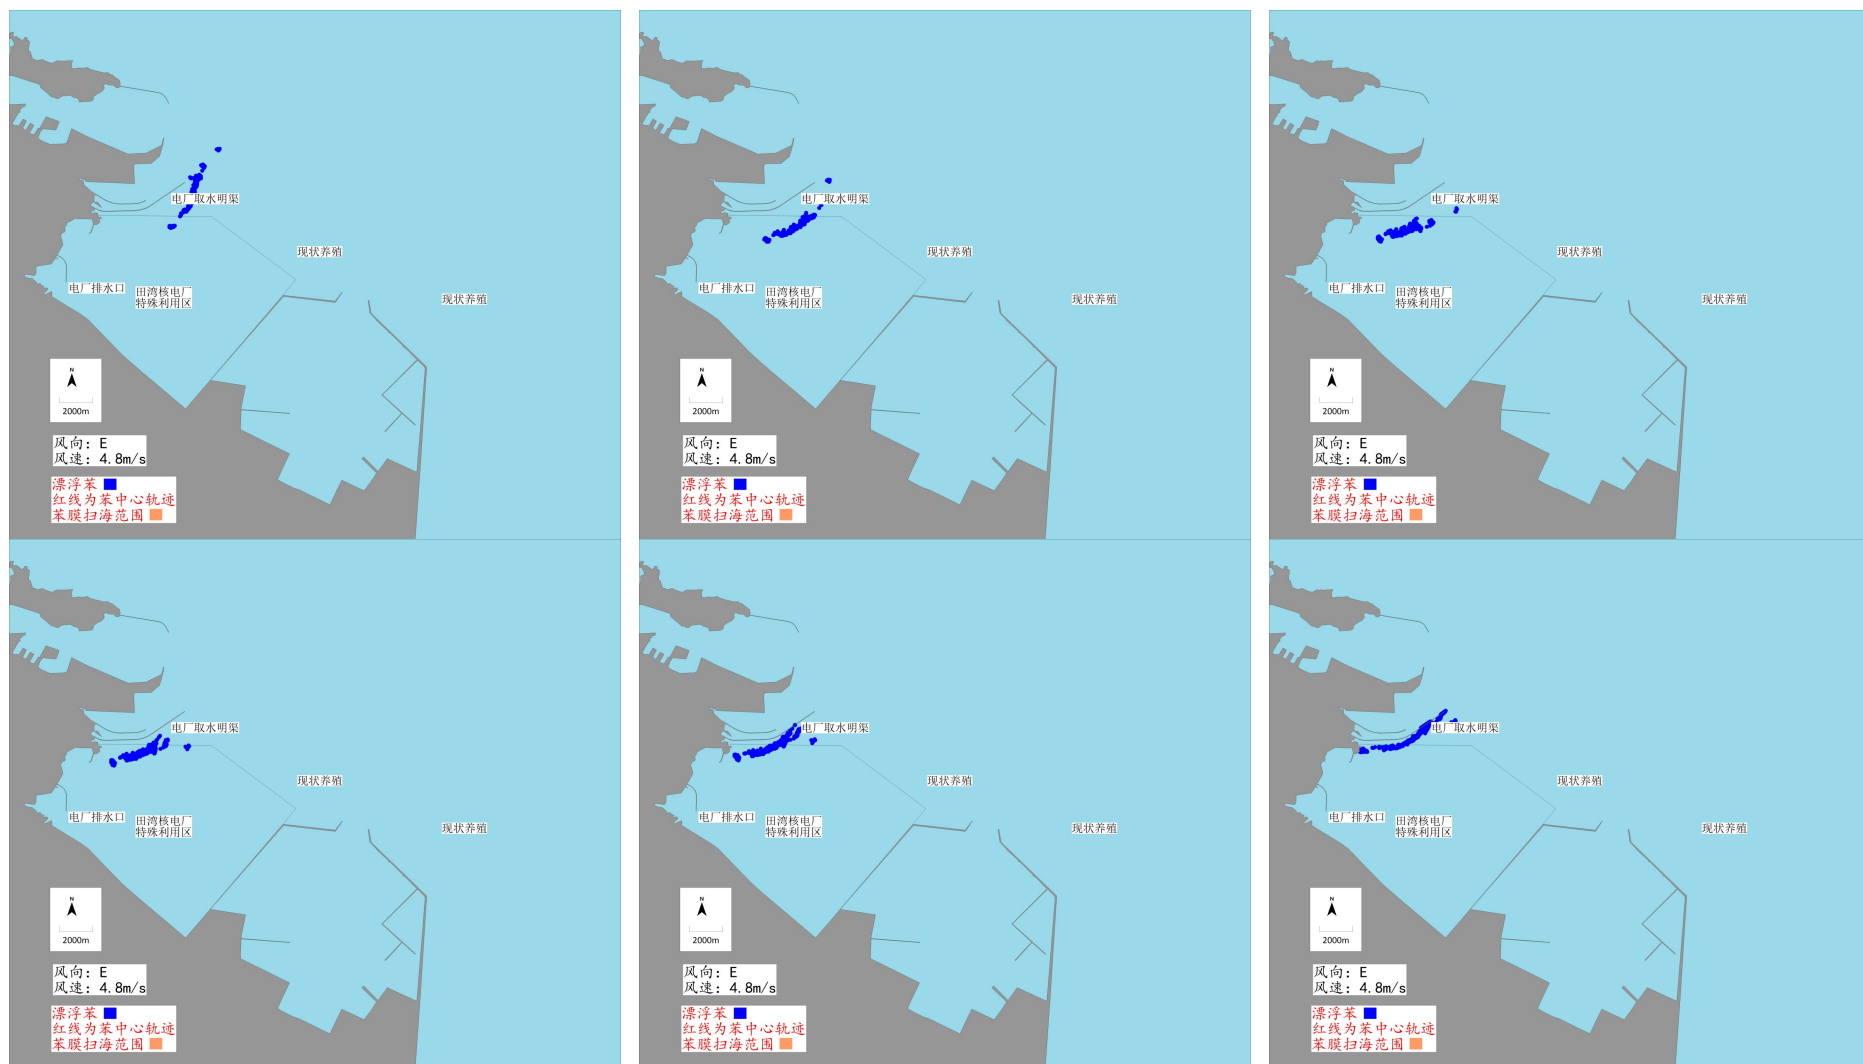 电厂取水明渠
现状养殖
电厂排水口
田湾核电厂
特殊利用区
现状养殖
N
2000m
风向: E
风速: 4.8m/s
漂浮苯
红线为苯中心轨迹
苯膜扫海范围
电厂取水明渠
现状养殖
电厂排水口
田湾核电厂
特殊利用区
现状养殖
N
2000m
风向: E
风速: 4.8m/s
漂浮苯
红线为苯中心轨迹
苯膜扫海范围
电厂取水明渠
现状养殖
电厂排水口
田湾核电厂
特殊利用区
现状养殖
N
2000m
风向: E
风速: 4.8m/s
漂浮苯
红线为苯中心轨迹
苯膜扫海范围
电厂取水明渠
现状养殖
电厂排水口
田湾核电厂
特殊利用区
现状养殖
N
2000m
风向: E
风速: 4.8m/s
漂浮苯
红线为苯中心轨迹
苯膜扫海范围
电厂取水明渠
现状养殖
电厂排水口
田湾核电厂
特殊利用区
现状养殖
N
2000m
风向: E
风速: 4.8m/s
漂浮苯
红线为苯中心轨迹
苯膜扫海范围
电厂取水明渠
现状养殖
电厂排水口
田湾核电厂
特殊利用区
现状养殖
N
2000m
风向: E
风速: 4.8m/s
漂浮苯
红线为苯中心轨迹
苯膜扫海范围